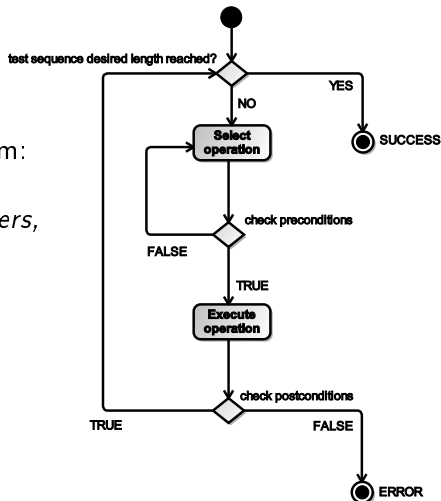 test sequence desired length reached?
YES
NO
Select
operation
SUCCESS
m:
ers,
check preconditions
FALSE
TRUE
Execute
operation
check postconditions
TRUE
FALSE
ERROR